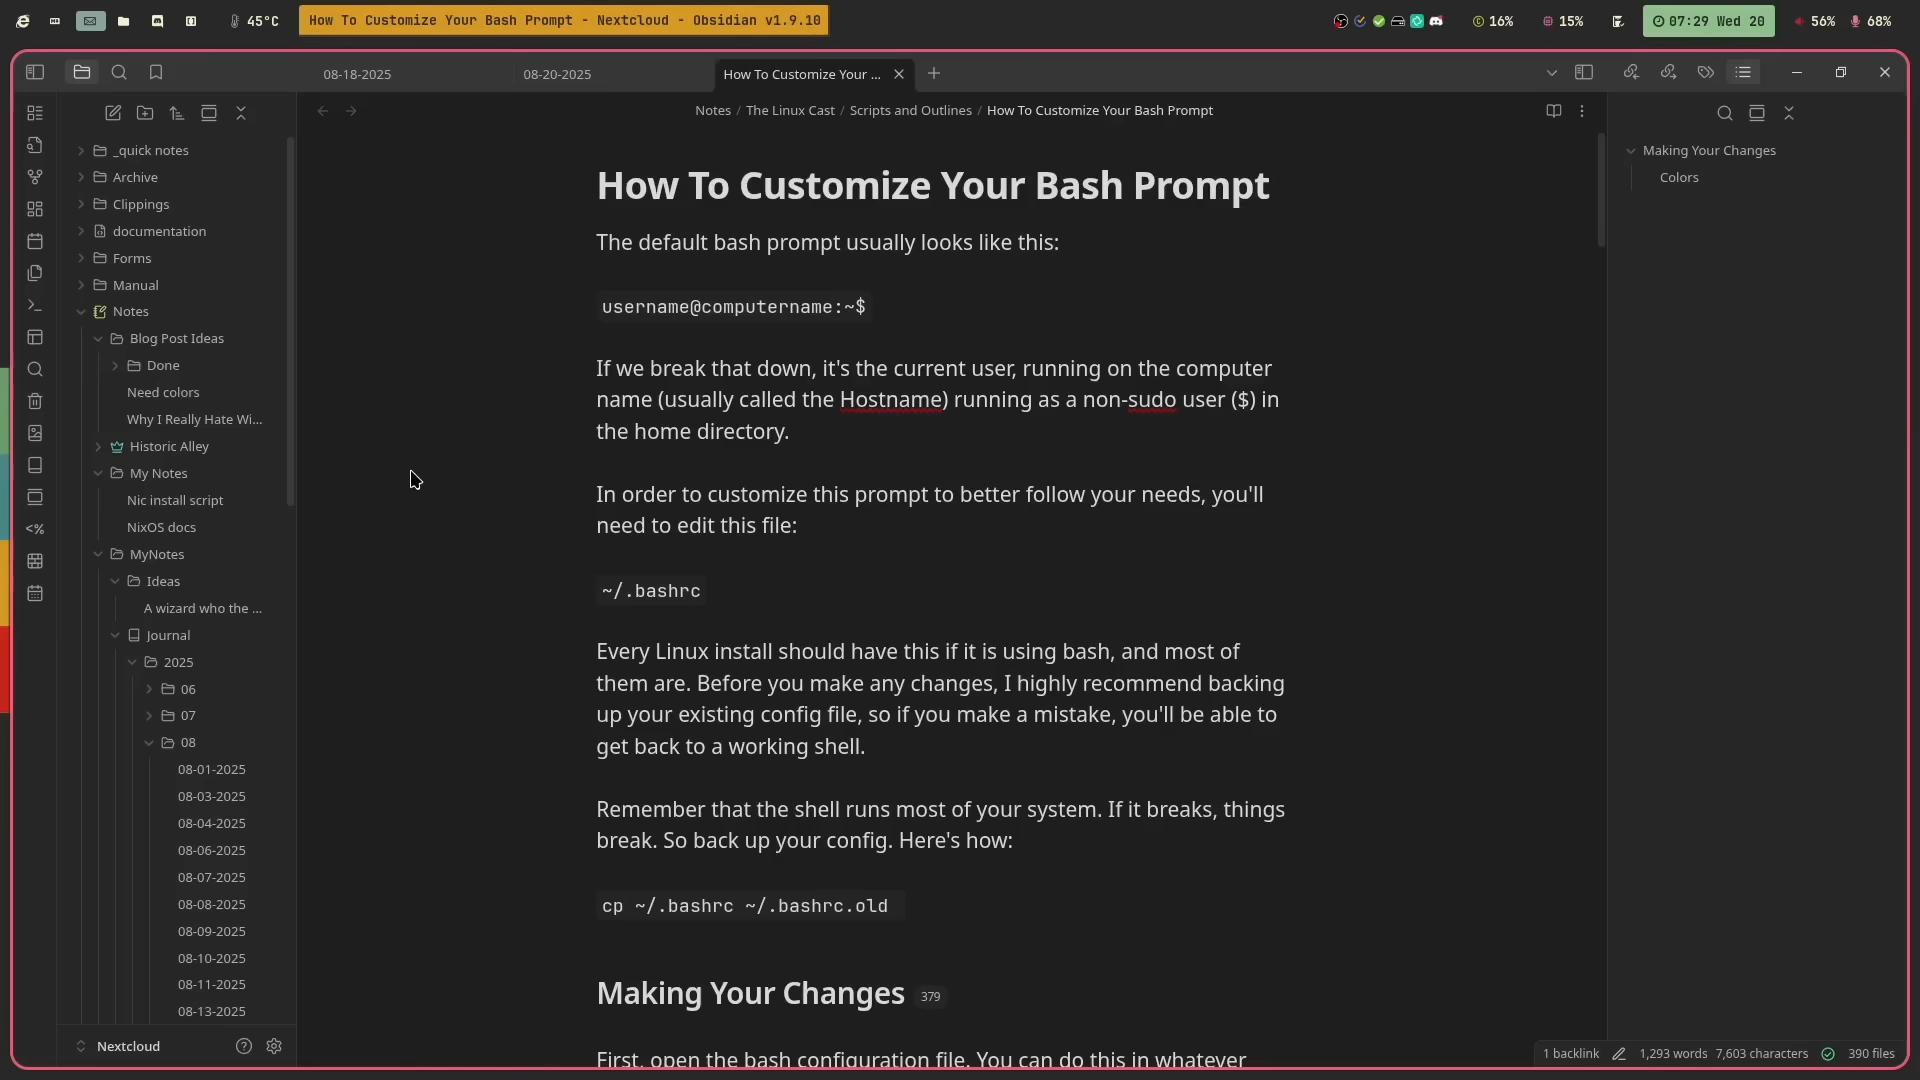 45°C
How To Customize Your Bash Prompt - Nextcloud - Obsidian v1.9.10
16%
15%
07:29 Wed 20
56%
68%
08-18-2025
08-20-2025
How To Customize Your ...
Notes / The Linux Cast / Scripts and Outlines / How To Customize Your Bash Prompt
_quick notes
Archive
Clippings
documentation
Forms
Manual
Notes
Blog Post Ideas
Done
Need colors
Why I Really Hate Wi...
Historic Alley
My Notes
Nic install script
NixOS docs
MyNotes
Ideas
A wizard who the ...
Journal
2025
06
07
08
08-01-2025
08-03-2025
08-04-2025
08-06-2025
08-07-2025
08-08-2025
08-09-2025
08-10-2025
08-11-2025
08-13-2025
Nextcloud
How To Customize Your Bash Prompt
The default bash prompt usually looks like this:
username@computername:~$
If we break that down, it's the current user, running on the computer
name (usually called the Hostname) running as a non-sudo user ($) in
the home directory.
In order to customize this prompt to better follow your needs, you'll
need to edit this file:
~/.bashrc
Every Linux install should have this if it is using bash, and most of
them are. Before you make any changes, I highly recommend backing
up your existing config file, so if you make a mistake, you'll be able to
get back to a working shell.
Remember that the shell runs most of your system. If it breaks, things
break. So back up your config. Here's how:
cp ~/.bashrc ~/.bashrc.old
Making Your Changes 379
First, open the bash configuration file. You can do this in whatever
Making Your Changes
Colors
1 backlink
1,293 words 7,603 characters
390 files